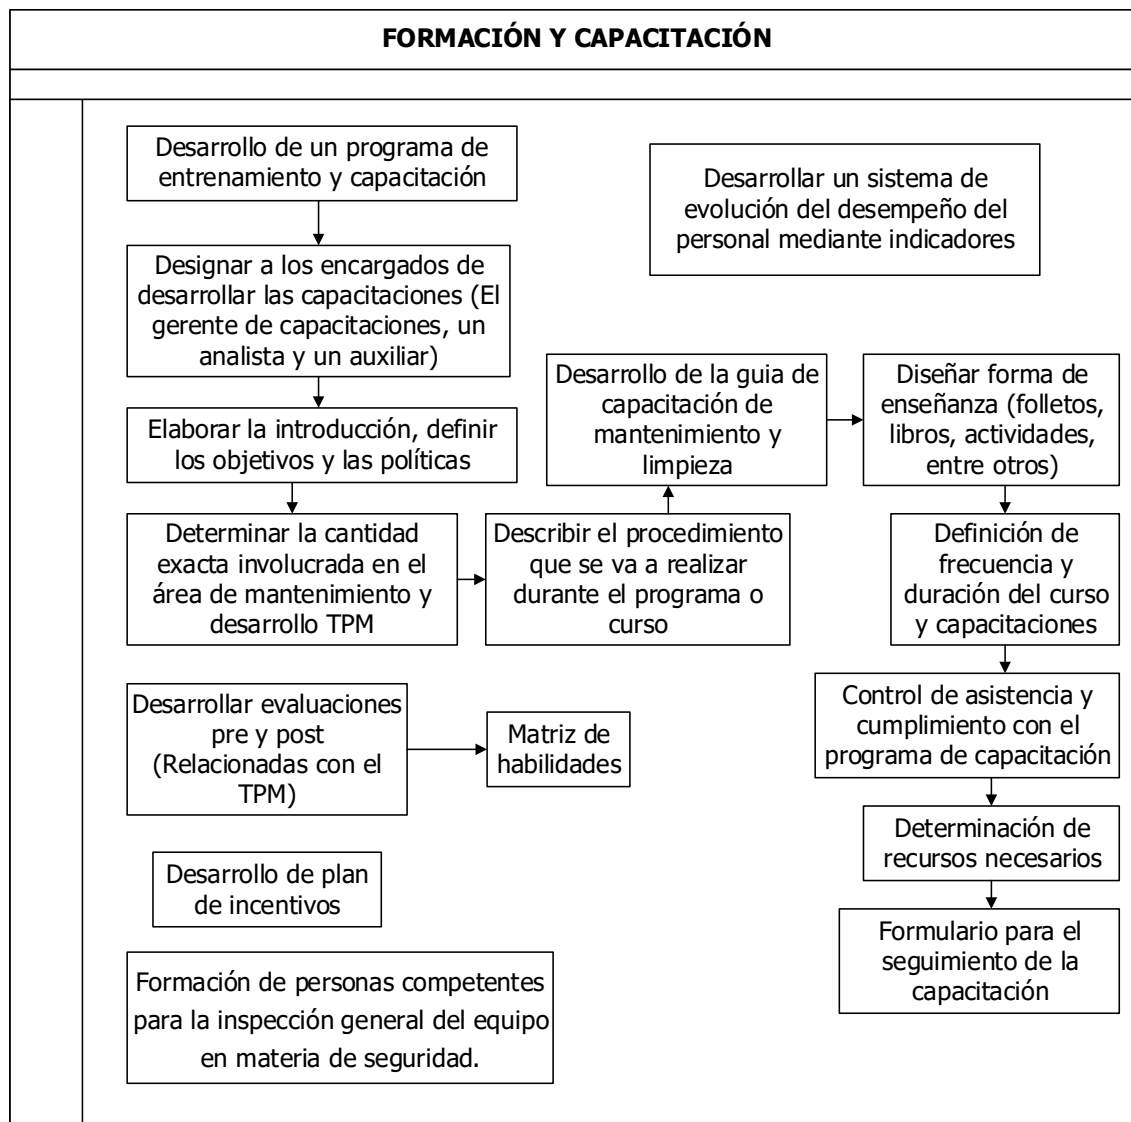 FORMACIÓN Y CAPACITACIÓN
Desarrollo de un programa de
entrenamiento y capacitación
Designar a los encargados de
desarrollar las capacitaciones (El
gerente de capacitaciones, un
analista y un auxiliar)
Elaborar la introducción, definir
los objetivos y las políticas
Determinar la cantidad
exacta involucrada en el
área de mantenimiento y
desarrollo TPM
Describir el procedimiento
que se va a realizar
durante el programa o
curso
Desarrollo de la guia de
capacitación de
mantenimiento y
limpieza
Diseñar forma de
enseñanza (folletos,
libros, actividades,
entre otros)
Definición de
frecuencia y
duración del curso
y capacitaciones
Control de asistencia y
cumplimiento con el
programa de capacitación
Determinación de
recursos necesarios
Formulario para el
seguimiento de la
capacitación
Desarrollar un sistema de
evolución del desempeño del
personal mediante indicadores
Desarrollar evaluaciones
pre y post
(Relacionadas con el
TPM)
Matriz de
habilidades
Desarrollo de plan
de incentivos
Formación de personas competentes
para la inspección general del equipo
en materia de seguridad.